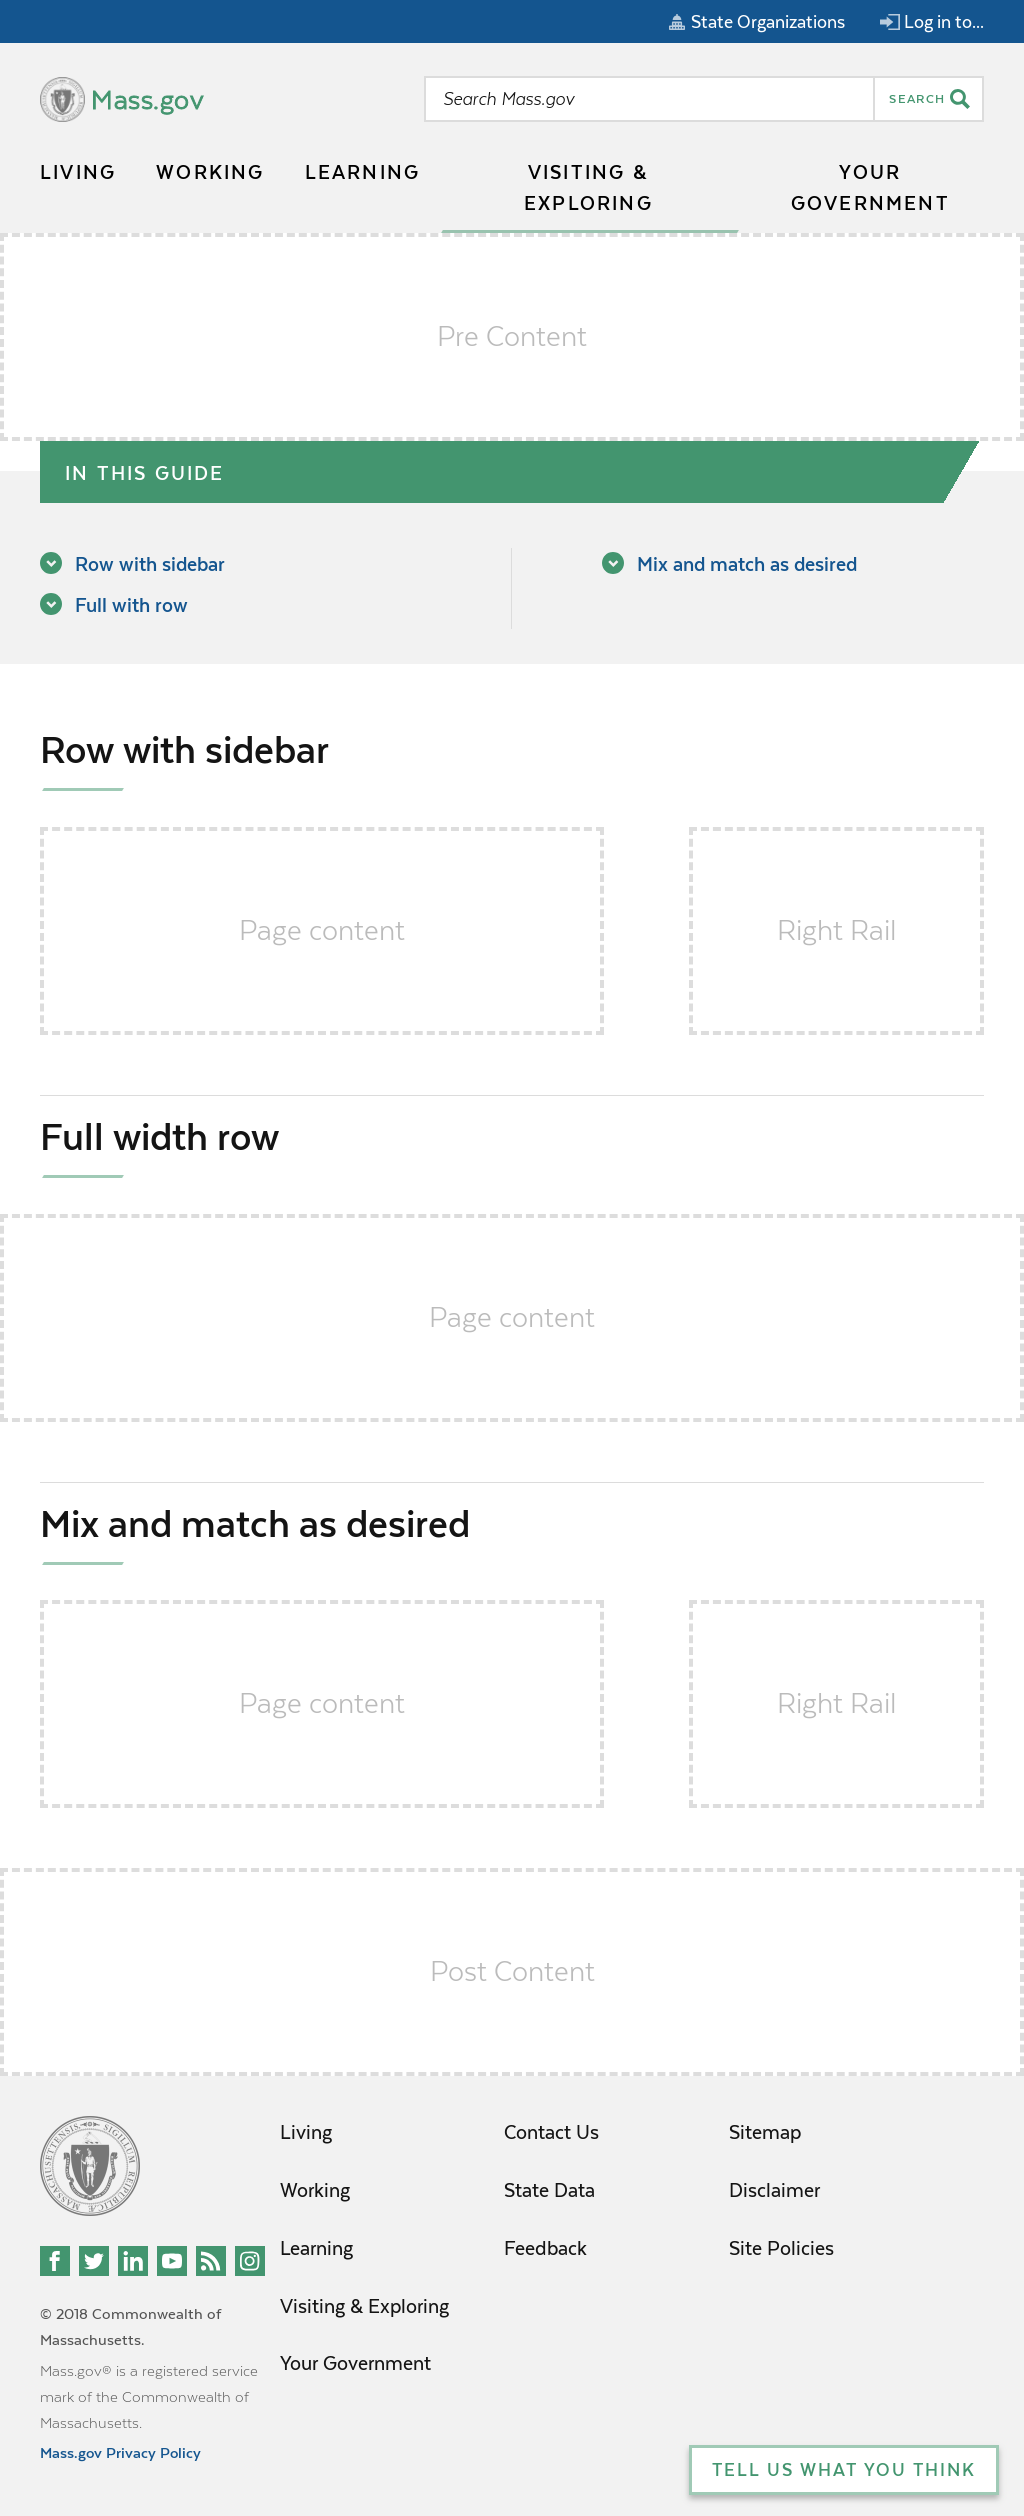 State Organizations
Log in to...
Mass.gov
Search Mass.gov
SEARCH
LIVING
WORKING
LEARNING
VISITING &
EXPLORING
YOUR
GOVERNMENT
Pre Content
IN THIS GUIDE
Row with sidebar
Full with row
Mix and match as desired
Row with sidebar
Page content
Right Rail
Full width row
Page content
Mix and match as desired
Page content
Right Rail
Post Content
Living
Working
Learning
Visiting & Exploring
Your Government
Contact Us
State Data
Feedback
Sitemap
Disclaimer
Site Policies
© 2018 Commonwealth of
Massachusetts.
Mass.gov® is a registered service
mark of the Commonwealth of
Massachusetts.
Mass.gov Privacy Policy
TELL US WHAT YOU THINK